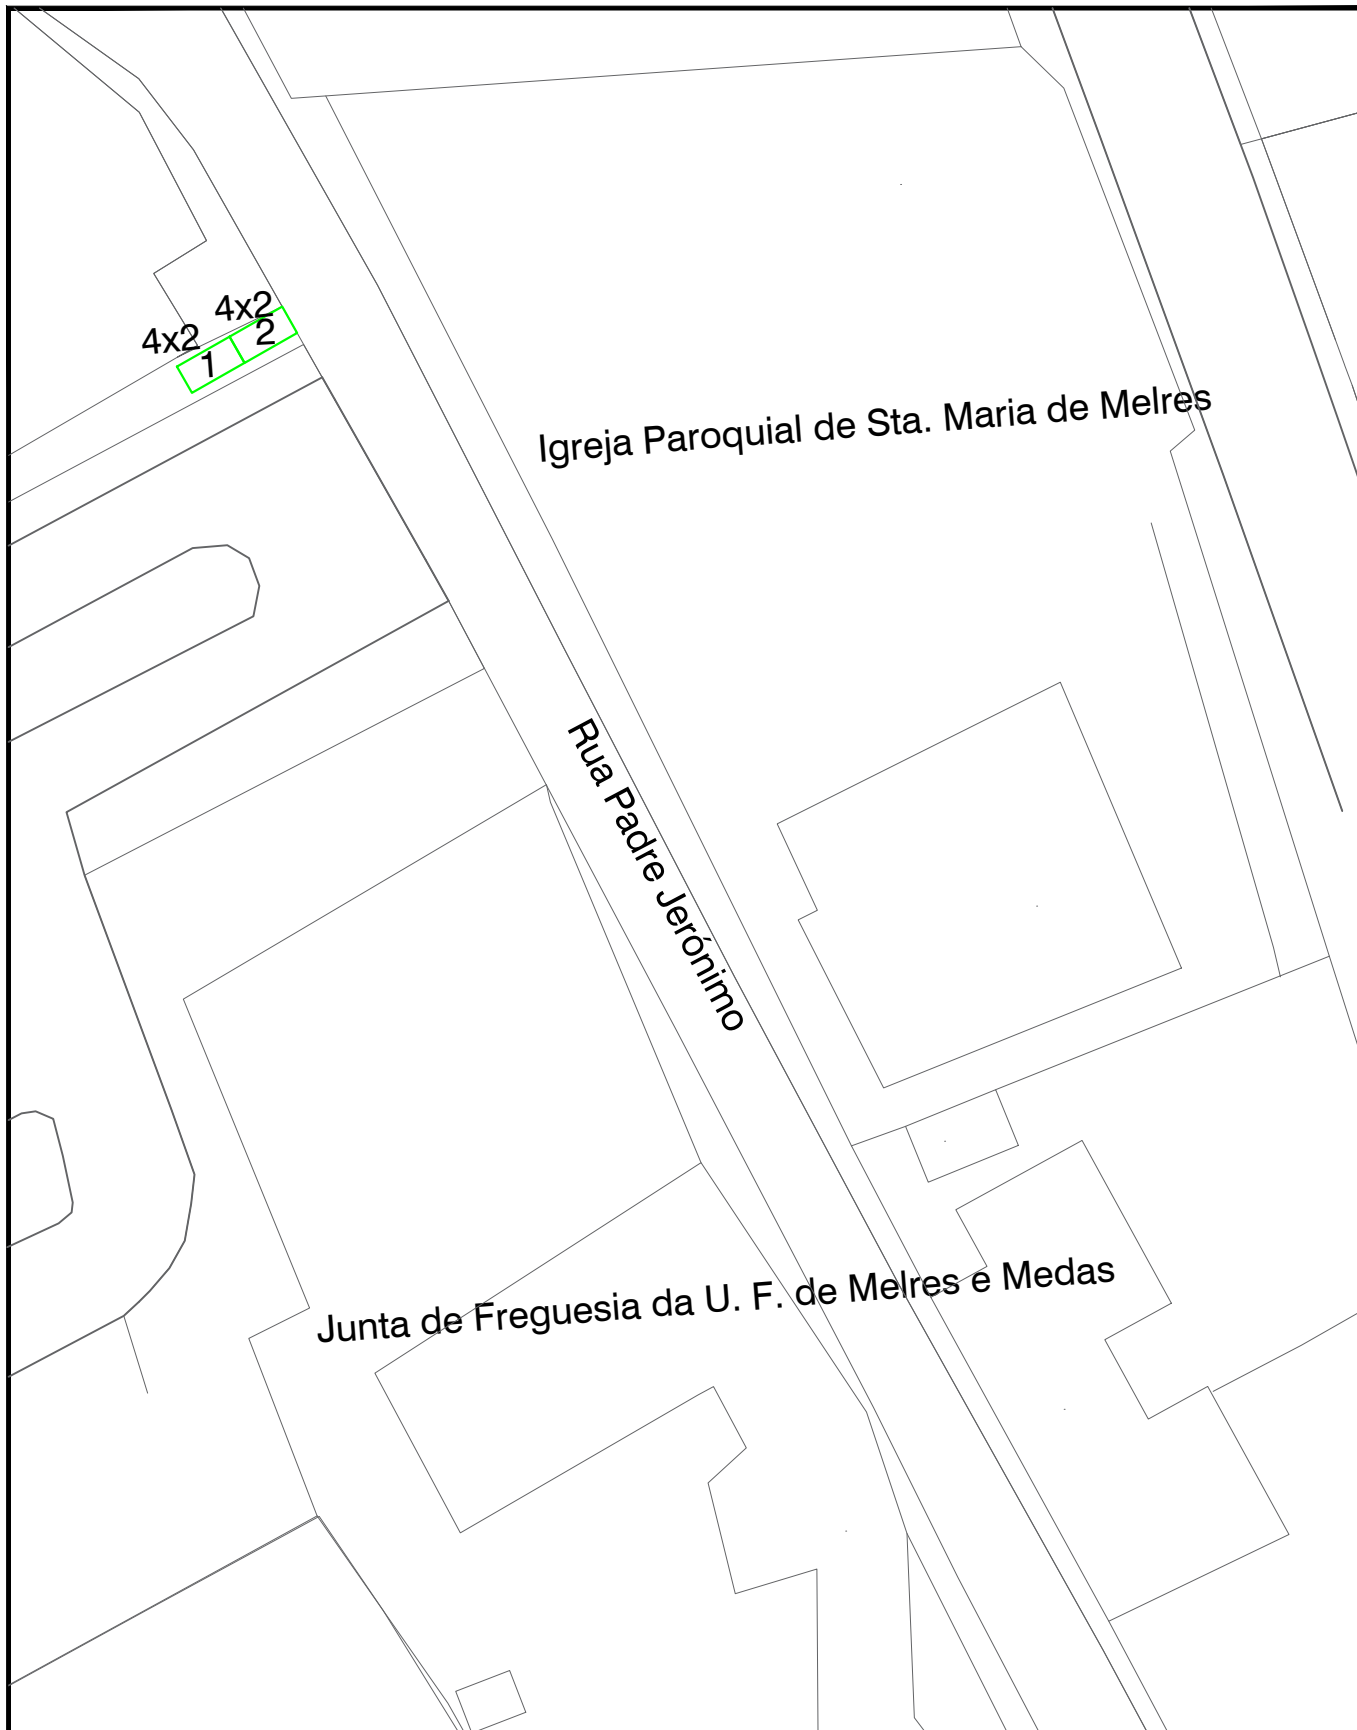 4x2
4x2
2
1
Igreja Paroquial de Sta. Maria de Melres
Rua Padre Jerónimo
Junta de Freguesia da U. F. de Melres e Medas